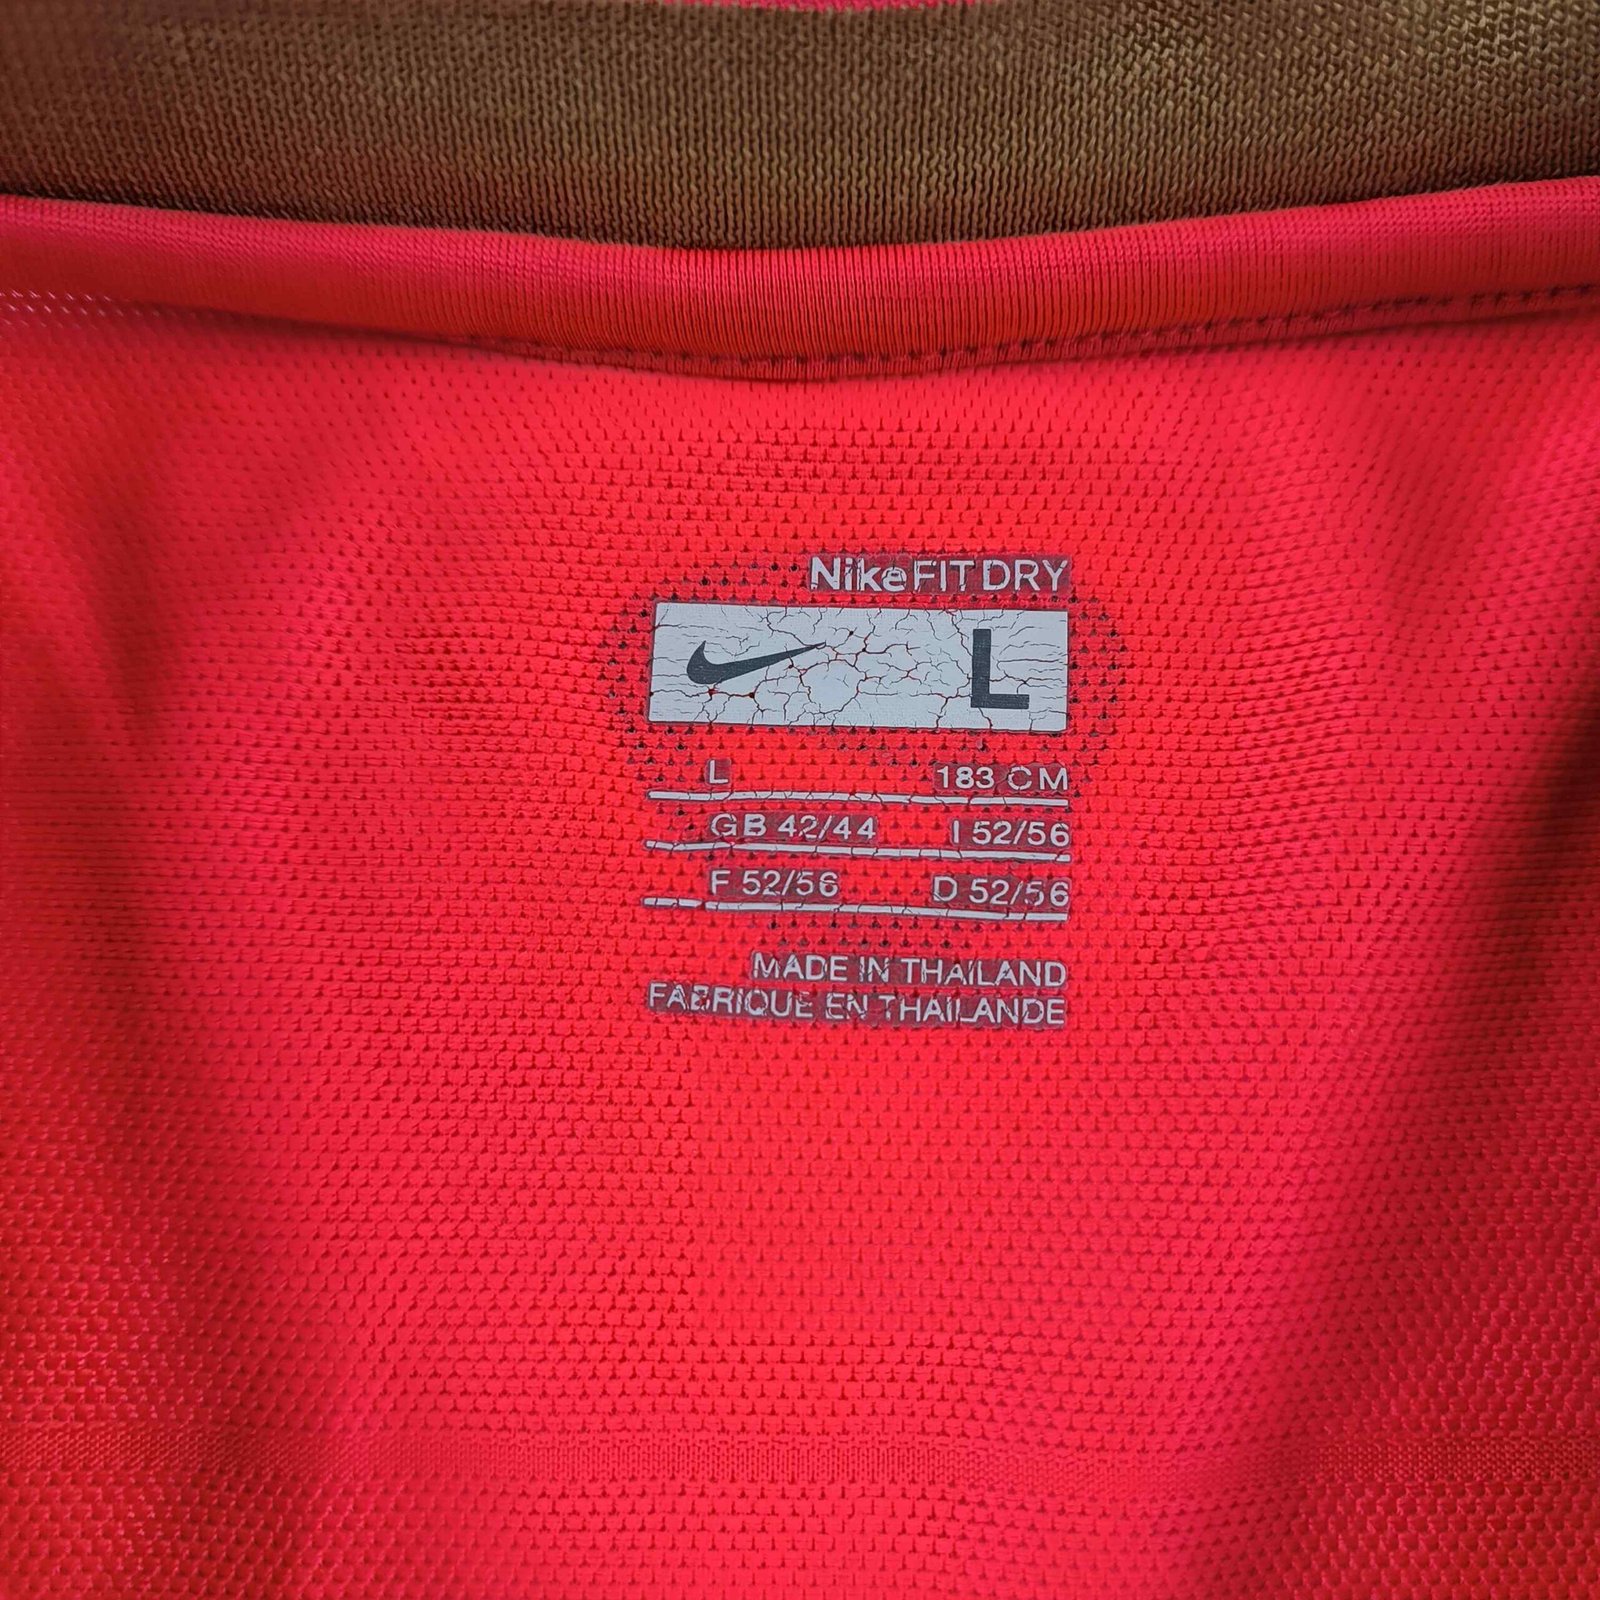 NikeFIT DRY
L
L 183 CM
GB 42/44 I 52/56
F 52/56 D 52/56
MADE IN THAILAND
FABRIQUE EN THAILANDE